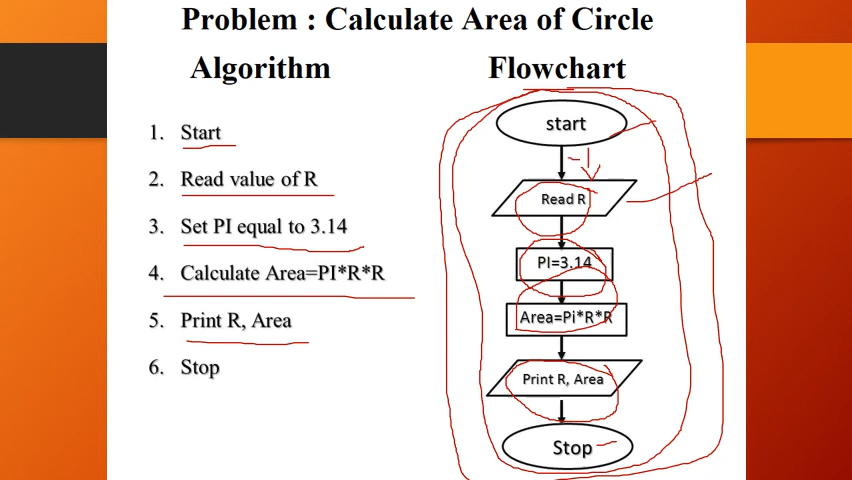 Problem : Calculate Area of Circle
Algorithm
1. Start
2. Read value of R
3. Set PI equal to 3.14
4. Calculate Area=PI*R*R
5. Print R, Area
6. Stop
Flowchart
start
Read R
PI=3.14
Area=Pi*R*R
Print R, Area
Stop